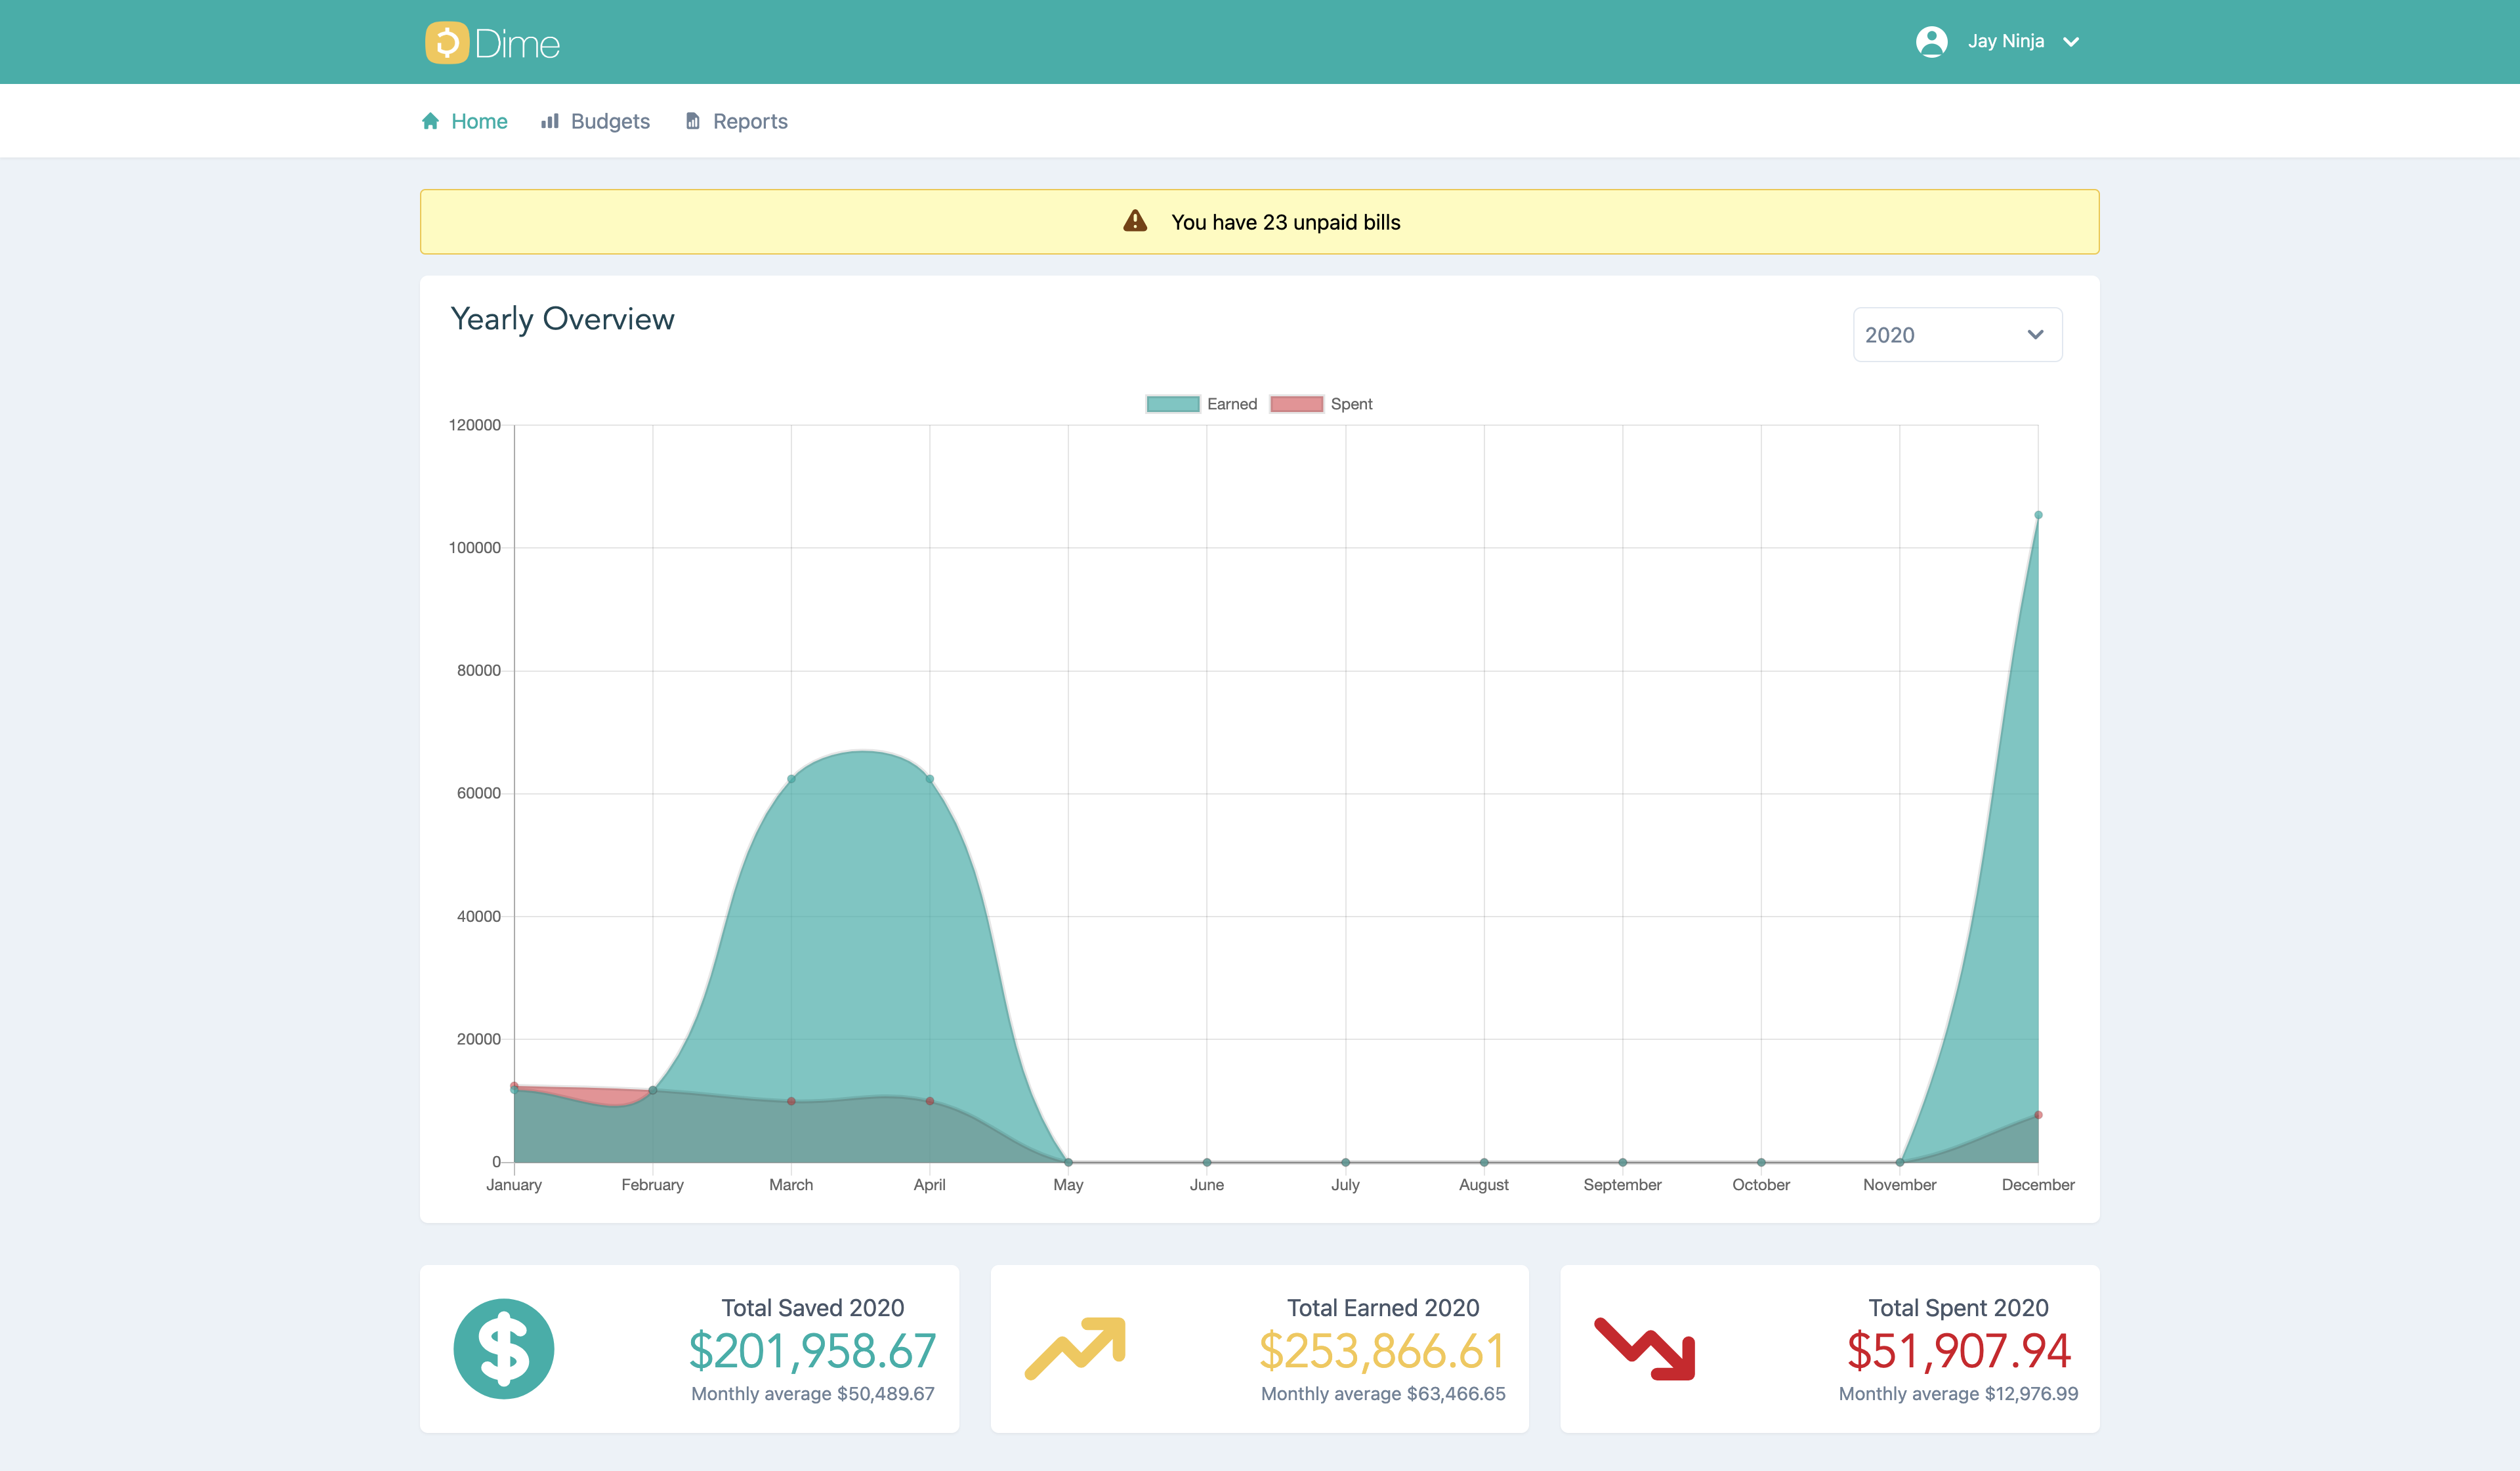 Dime
Jay Ninja
Home Budgets Reports
You have 23 unpaid bills
Yearly Overview
2020
Earned Spent
120000
100000
80000
60000
40000
20000
0
January February March April May June July August September October November December
Total Saved 2020
$201,958.67
Monthly average $50,489.67
Total Earned 2020
$253,866.61
Monthly average $63,466.65
Total Spent 2020
$51,907.94
Monthly average $12,976.99